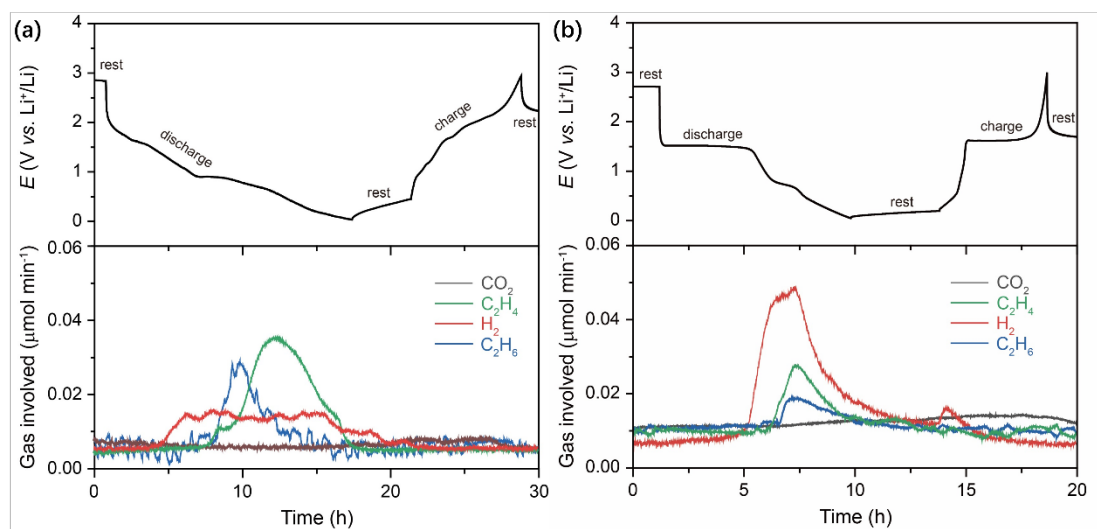 (a)
4
3
2
1
0
E (V vs. Li⁺/Li)
rest
discharge
rest
charge
rest
0.06
0.04
0.02
0.00
Gas involved (μmol min⁻¹)
CO₂
C₂H₄
H₂
C₂H₆
0 10 20 30
Time (h)
(b)
4
3
2
1
0
E (V vs. Li⁺/Li)
rest
discharge
rest
charge
rest
0.06
0.04
0.02
0.00
Gas involved (μmol min⁻¹)
CO₂
C₂H₄
H₂
C₂H₆
0 5 10 15 20
Time (h)